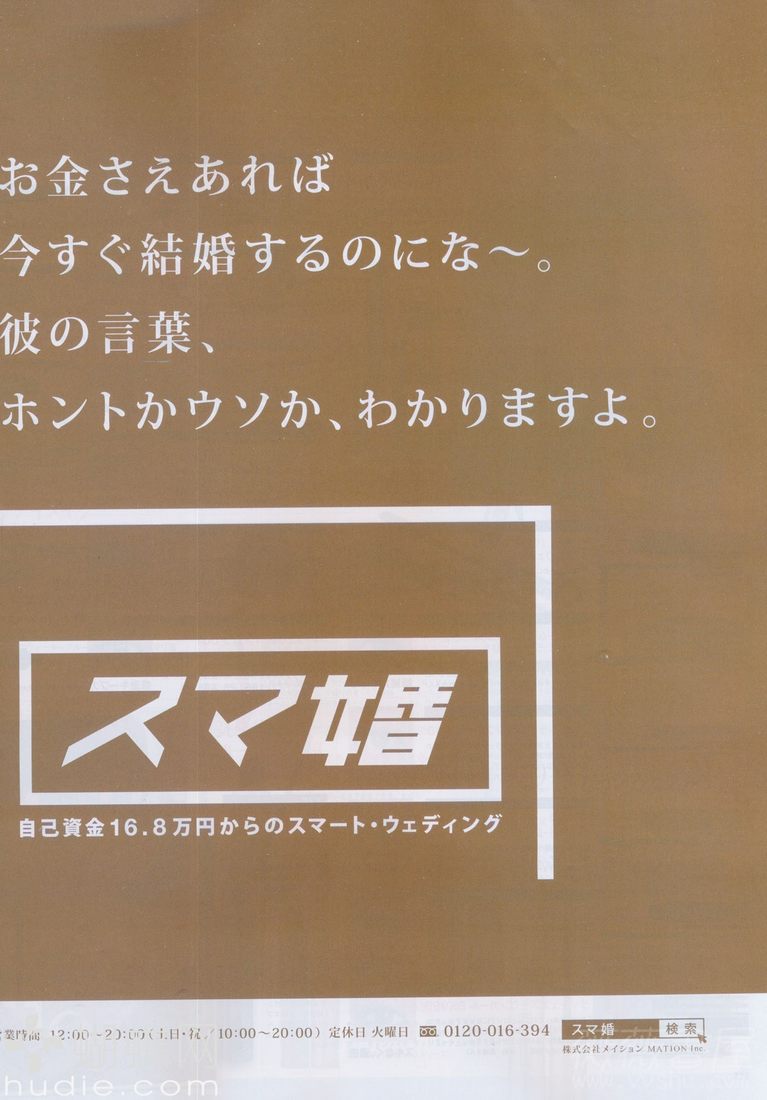 お金さえあれば
今すぐ結婚するのにな〜。
彼の言葉、
ホントかウソか、わかりますよ。
スマ婚
自己資金16.8万円からのスマート・ウェディング
業時間 12:00〜20:00(土日・祝／10:00〜20:00) 定休日 火曜日 0120-016-394 スマ婚 検索
株式会社メイション MATION Inc.
hudie.com